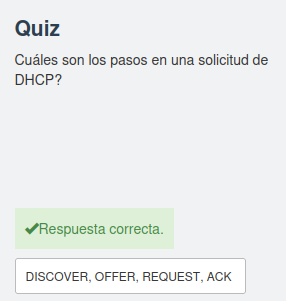 Quiz
Cuáles son los pasos en una solicitud de
DHCP?
Respuesta correcta.
DISCOVER, OFFER, REQUEST, ACK